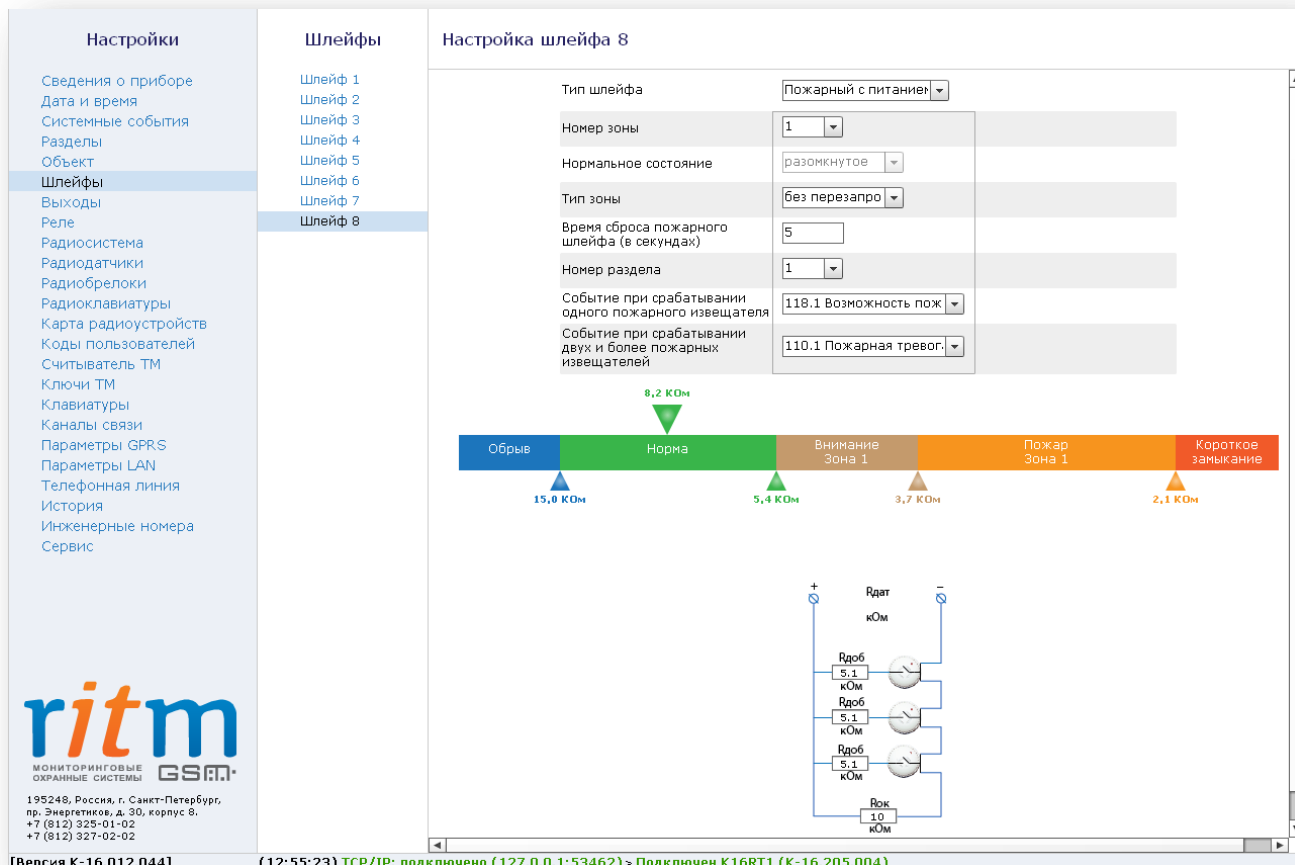 Настройки
Сведения о приборе
Дата и время
Системные события
Разделы
Объект
Шлейфы
Выходы
Реле
Радиосистема
Радиодатчики
Радиобрелоки
Радиоклавиатуры
Карта радиоустройств
Коды пользователей
Считыватель ТМ
Ключи ТМ
Клавиатуры
Каналы связи
Параметры GPRS
Параметры LAN
Телефонная линия
История
Инженерные номера
Сервис
ritm
МОНИТОРИНГОВЫЕ
ОХРАННЫЕ СИСТЕМЫ
GSM
195248, Россия, г. Санкт-Петербург,
пр. Энергетиков, д. 30, корпус 8.
+7 (812) 325-01-02
+7 (812) 327-02-02
Шлейфы
Шлейф 1
Шлейф 2
Шлейф 3
Шлейф 4
Шлейф 5
Шлейф 6
Шлейф 7
Шлейф 8
Настройка шлейфа 8
Тип шлейфа Пожарный с питанием
Номер зоны 1
Нормальное состояние разомкнутое
Тип зоны без перезапро
Время сброса пожарного
шлейфа (в секундах) 5
Номер раздела 1
Событие при срабатывании
одного пожарного извещателя 118.1 Возможность пож
Событие при срабатывании
двух и более пожарных
извещателей 110.1 Пожарная тревог.
8,2 КОм
Обрыв Норма Внимание Зона 1 Пожар Зона 1 Короткое замыкание
15,0 КОм 5,4 КОм 3,7 КОм 2,1 КОм
+ Rдат –
кОм
Rдоб
5.1
кОм
Rдоб
5.1
кОм
Rдоб
5.1
кОм
Rок
10
кОм
[Версия K-16.012.044] (12:55:23) TCP/IP: подключено (127.0.0.1:53462) > Подключен K16RT1 (K-16.205.004)